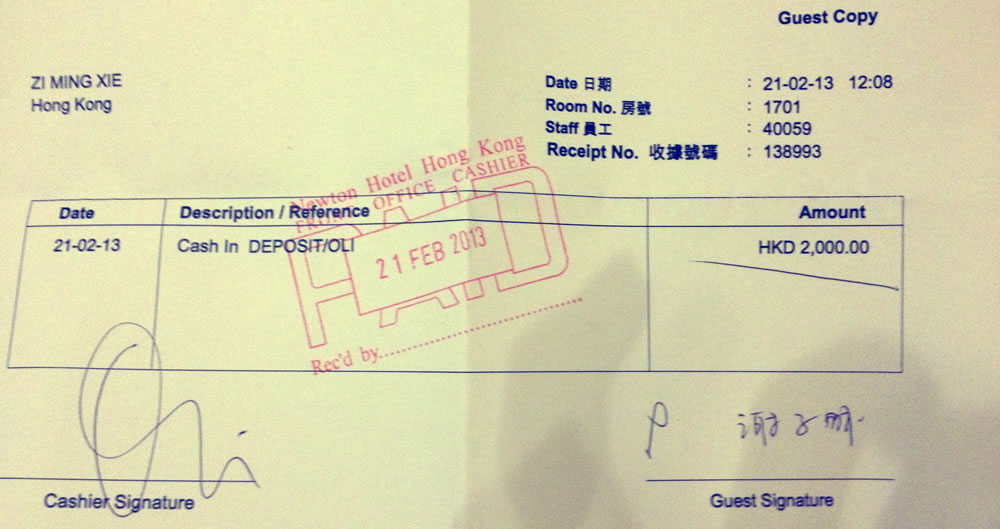 Guest Copy
ZI MING XIE
Hong Kong
Date 日期 : 21-02-13 12:08
Room No. 房號 : 1701
Staff 員工 : 40059
Receipt No. 收據號碼 : 138993
Newton Hotel Hong Kong
FRONT OFFICE CASHIER
Date Description / Reference Amount
21-02-13 Cash In DEPOSIT/OLI HKD 2,000.00
21 FEB 2013
Rec'd by
谢子明
Cashier Signature Guest Signature